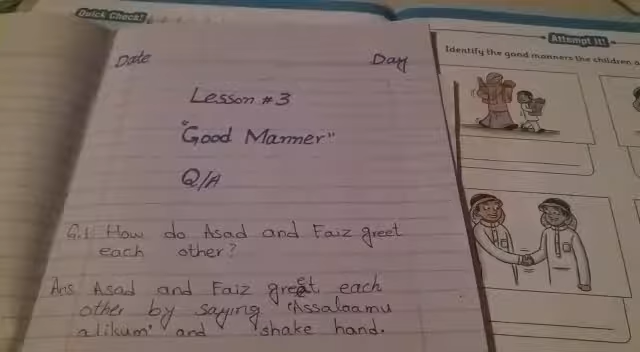 Quick Check!
Attempt It!
Identify the good manners the children a
Date Day
Lesson # 3
"Good Manner"
Q/A
Q.1 How do Asad and Faiz greet
each other?
Ans Asad and Faiz greet each
other by saying 'Assalaamu
alikum' and shake hand.